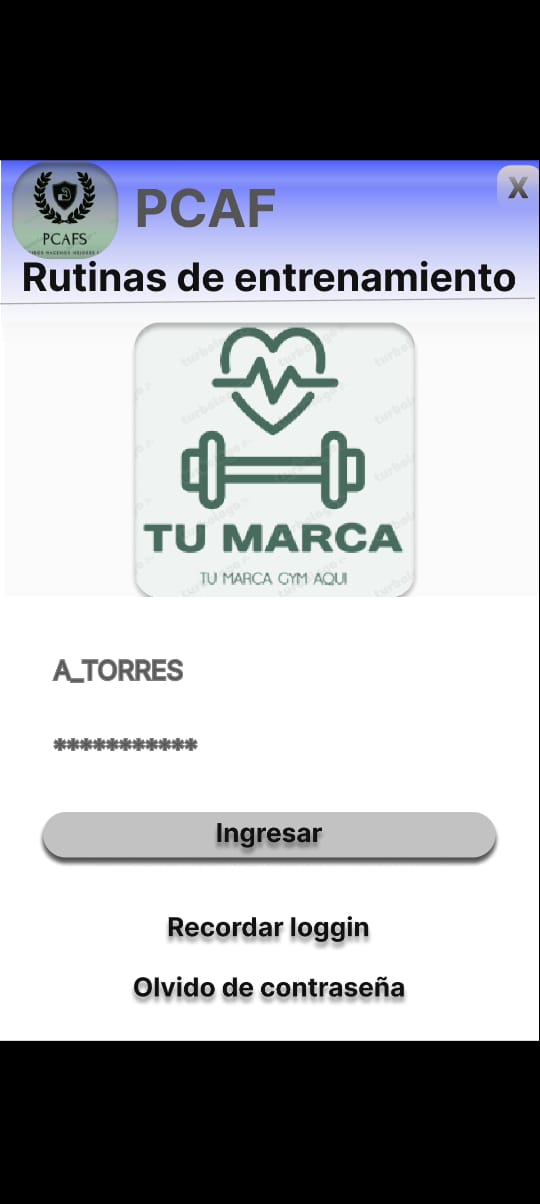 PCAFS
PCAF
X
Rutinas de entrenamiento
TU MARCA
TU MARCA GYM AQUI
A_TORRES
***********
Ingresar
Recordar loggin
Olvido de contraseña